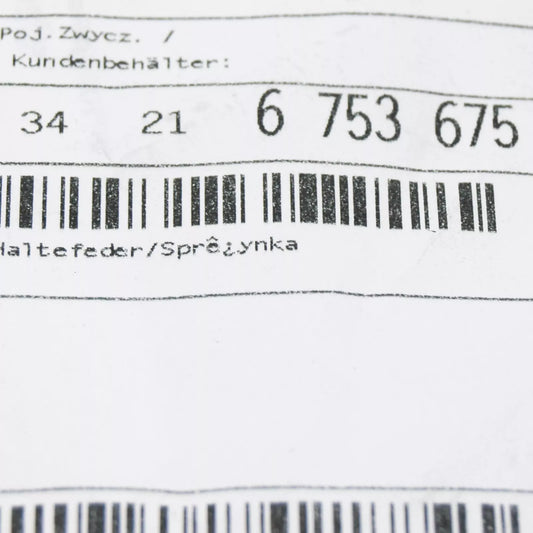 Poj.Zwycz. /
Kundenbehälter:
34 21 6 753 675
Haltefeder/Sprê¿ynka